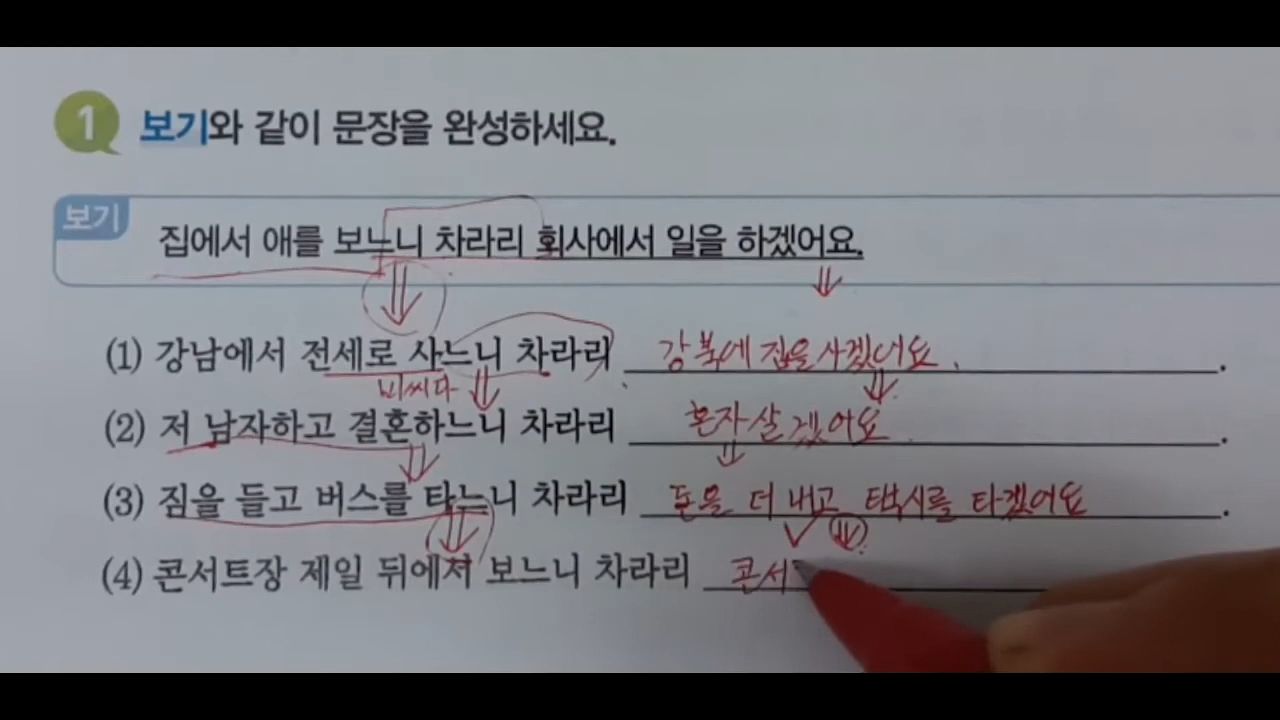 1 보기와 같이 문장을 완성하세요.
보기
집에서 애를 보느니 차라리 회사에서 일을 하겠어요.
(1) 강남에서 전세로 사느니 차라리 강북에 집을 사겠어요.
비싸다
(2) 저 남자하고 결혼하느니 차라리 혼자 살겠어요.
(3) 짐을 들고 버스를 타느니 차라리 돈을 더 내고 택시를 타겠어요.
(4) 콘서트장 제일 뒤에서 보느니 차라리 콘서